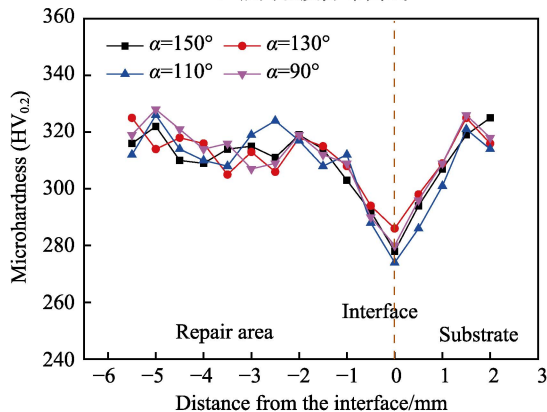 360
340
320
300
280
260
240
Microhardness (HV0.2)
α=150° α=130°
α=110° α=90°
Interface
Repair area
Substrate
−6 −5 −4 −3 −2 −1 0 1 2 3
Distance from the interface/mm